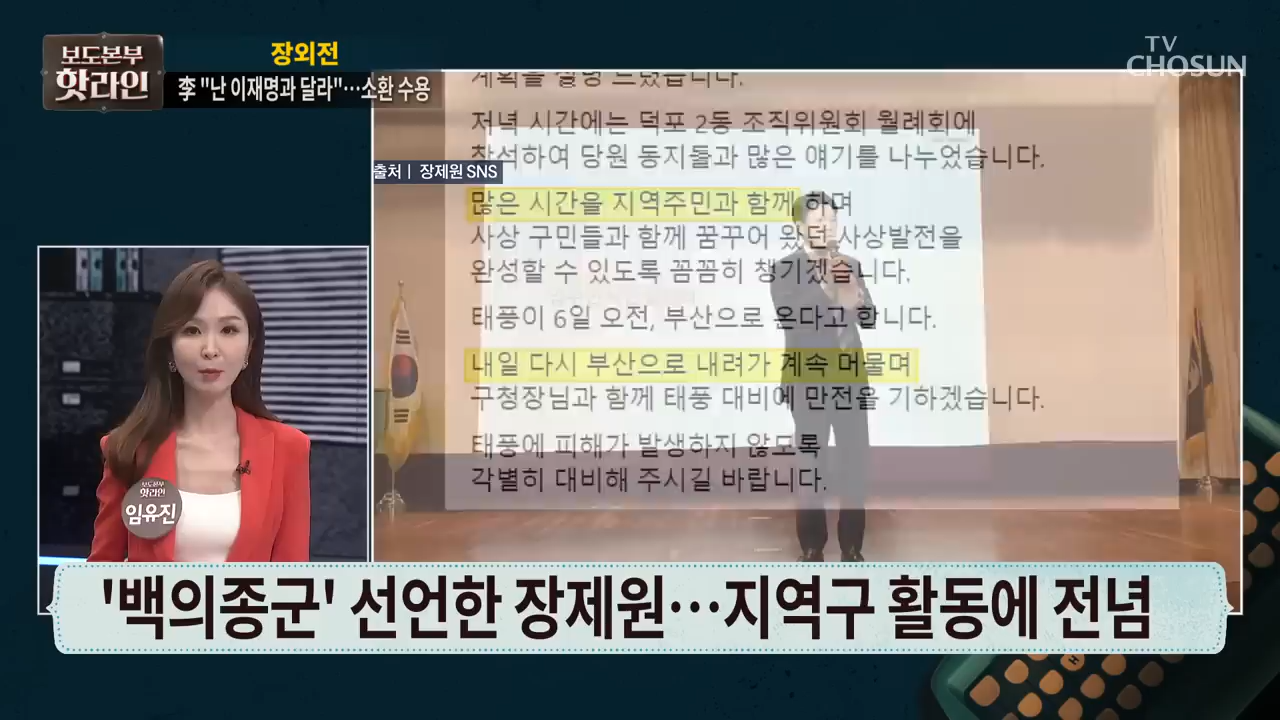 보도본부
핫라인
장외전
李 "난 이재명과 달라"…소환 수용
TV
CHOSUN
계획을 설명 드렸습니다.
저녁 시간에는 덕포 2동 조직위원회 월례회에
참석하여 당원 동지들과 많은 얘기를 나누었습니다.
출처ㅣ 장제원 SNS
많은 시간을 지역주민과 함께 하며
사상 구민들과 함께 꿈꾸어 왔던 사상발전을
완성할 수 있도록 꼼꼼히 챙기겠습니다.
태풍이 6일 오전, 부산으로 온다고 합니다.
내일 다시 부산으로 내려가 계속 머물며
구청장님과 함께 태풍 대비에 만전을 기하겠습니다.
태풍에 피해가 발생하지 않도록
각별히 대비해 주시길 바랍니다.
보도본부
핫라인
임유진
'백의종군' 선언한 장제원…지역구 활동에 전념